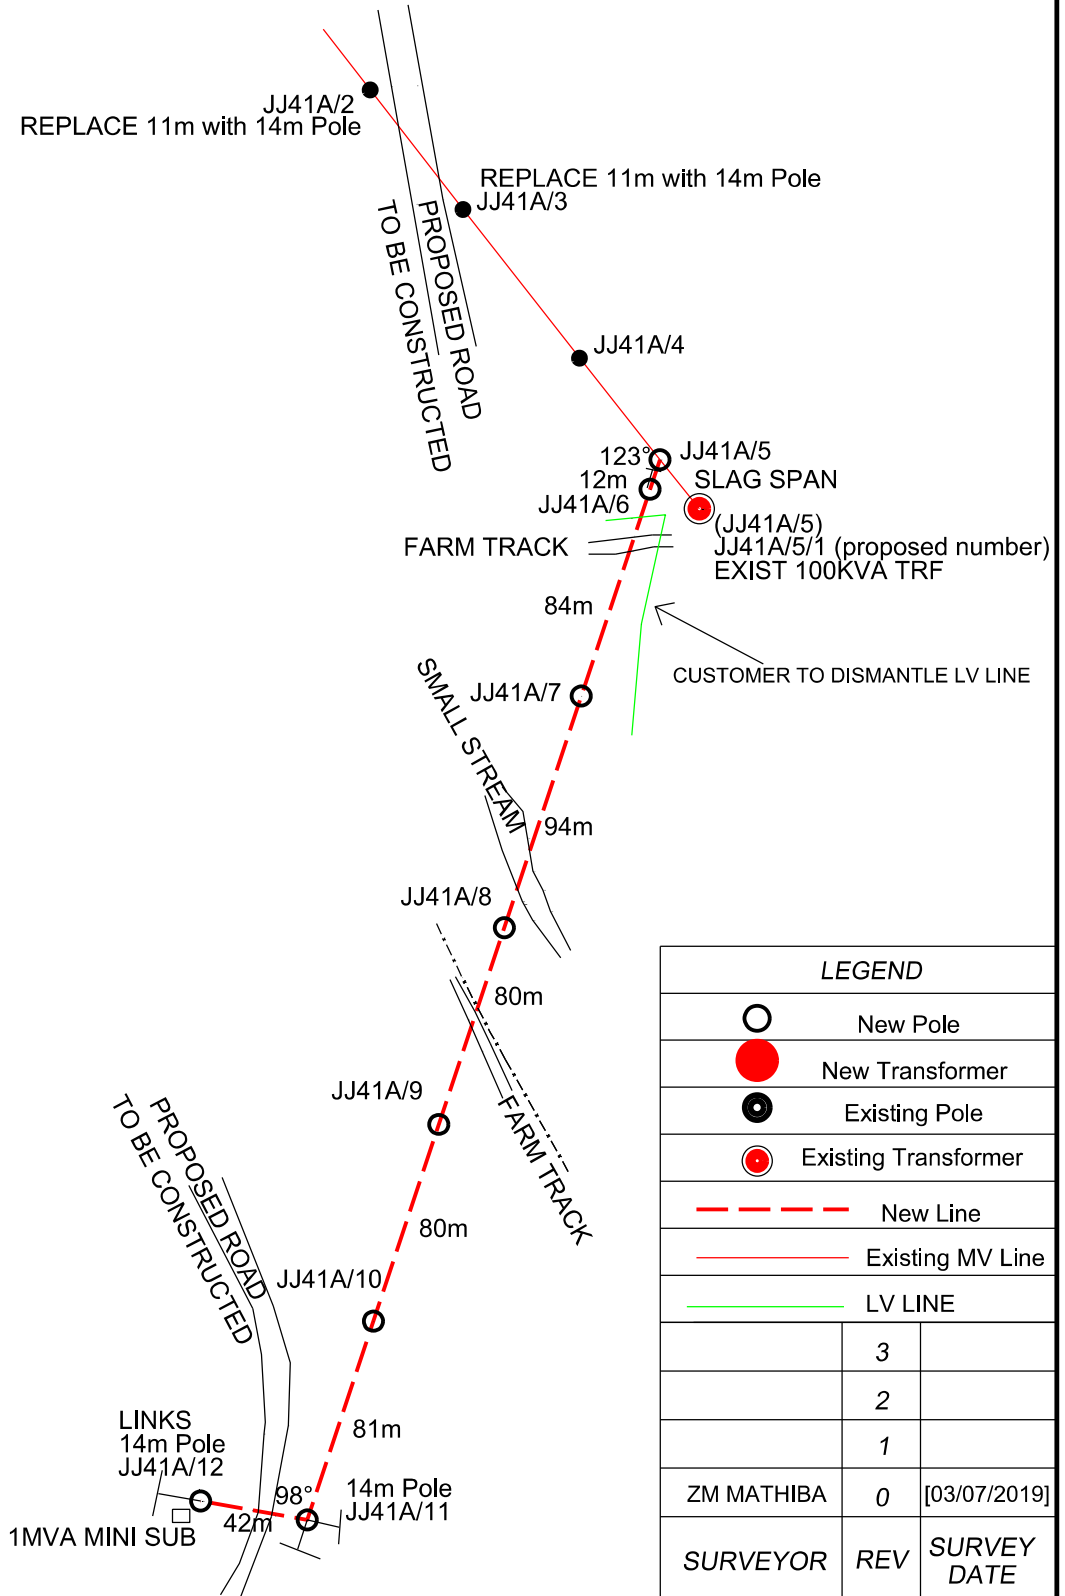 JJ41A/2
REPLACE 11m with 14m Pole
REPLACE 11m with 14m Pole
JJ41A/3
PROPOSED ROAD
TO BE CONSTRUCTED
JJ41A/4
123°
JJ41A/5
12m
SLAG SPAN
JJ41A/6
(JJ41A/5)
JJ41A/5/1 (proposed number)
EXIST 100KVA TRF
FARM TRACK
84m
CUSTOMER TO DISMANTLE LV LINE
JJ41A/7
SMALL STREAM
94m
JJ41A/8
80m
FARM TRACK
JJ41A/9
80m
PROPOSED ROAD
TO BE CONSTRUCTED
JJ41A/10
81m
LINKS
14m Pole
JJ41A/12
98°
14m Pole
JJ41A/11
42m
1MVA MINI SUB
LEGEND
New Pole
New Transformer
Existing Pole
Existing Transformer
New Line
Existing MV Line
LV LINE
3
2
1
ZM MATHIBA 0 [03/07/2019]
SURVEYOR REV SURVEY
DATE